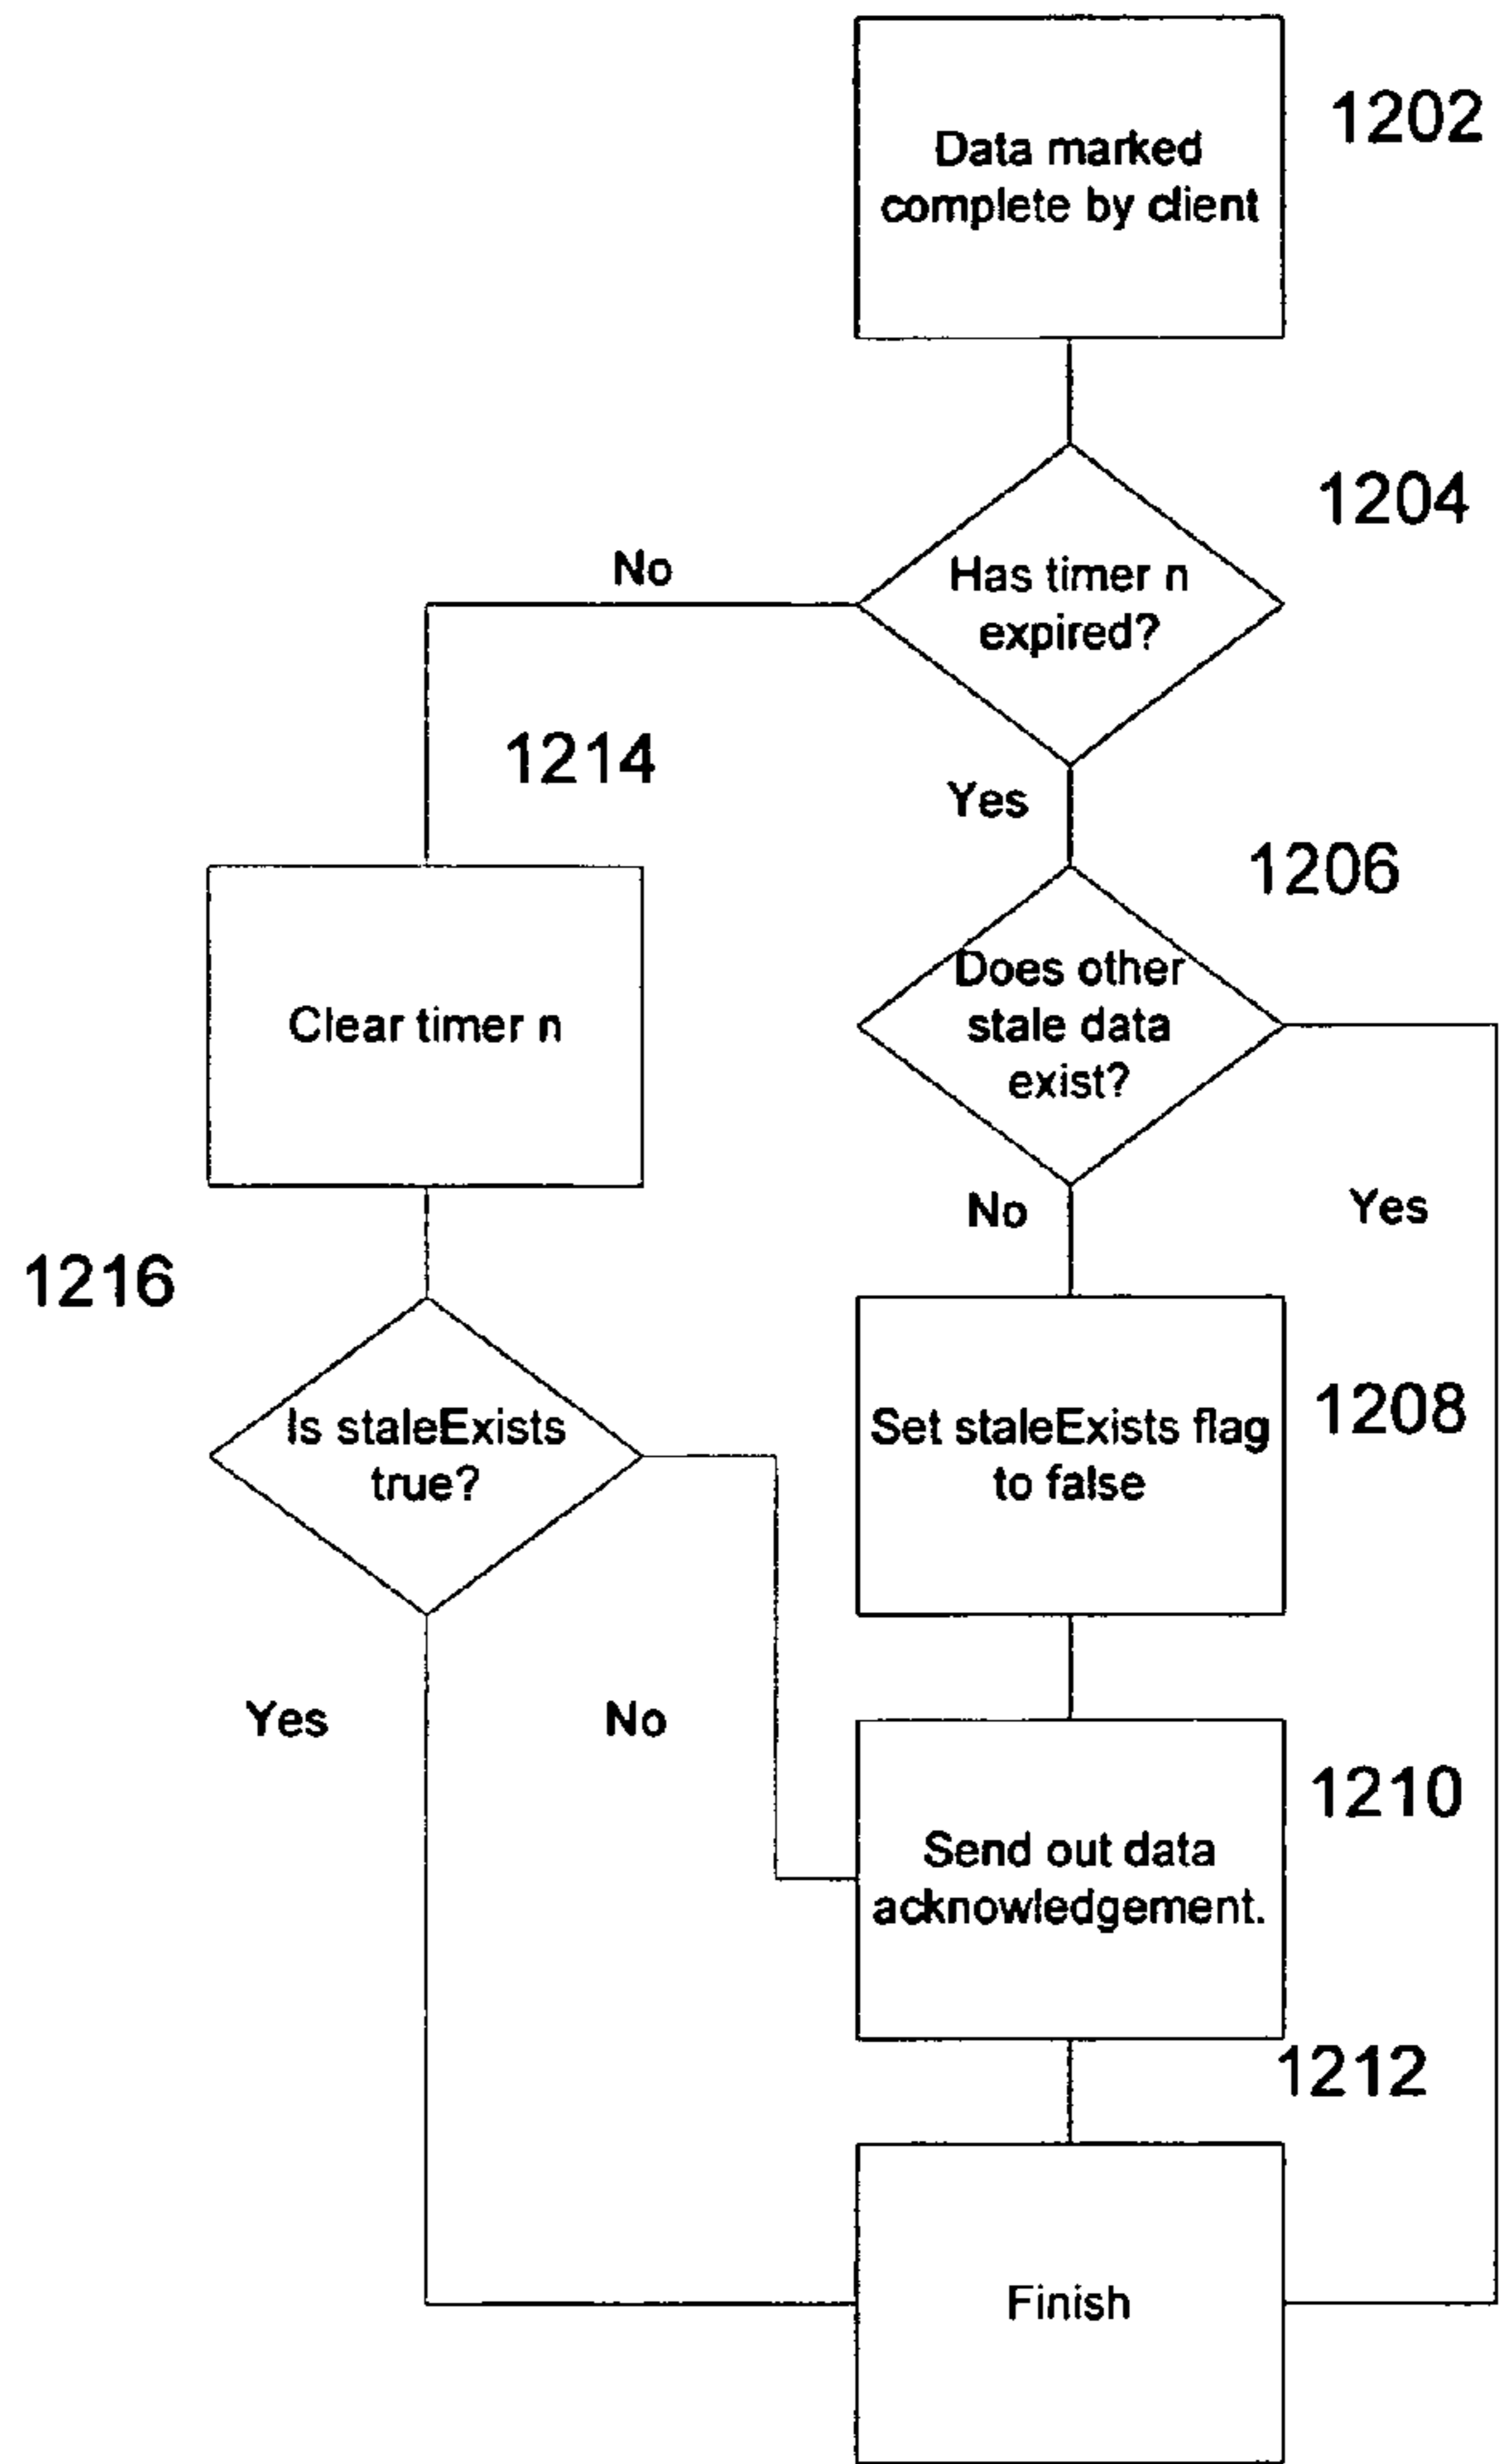 1202
Data marked
complete by client
1204
Has timer n
expired?
No
Yes
1214
1206
Clear timer n
Does other
stale data
exist?
No
Yes
1216
Is staleExists
true?
1208
Set staleExists flag
to false
Yes
No
1210
Send out data
acknowledgement.
1212
Finish